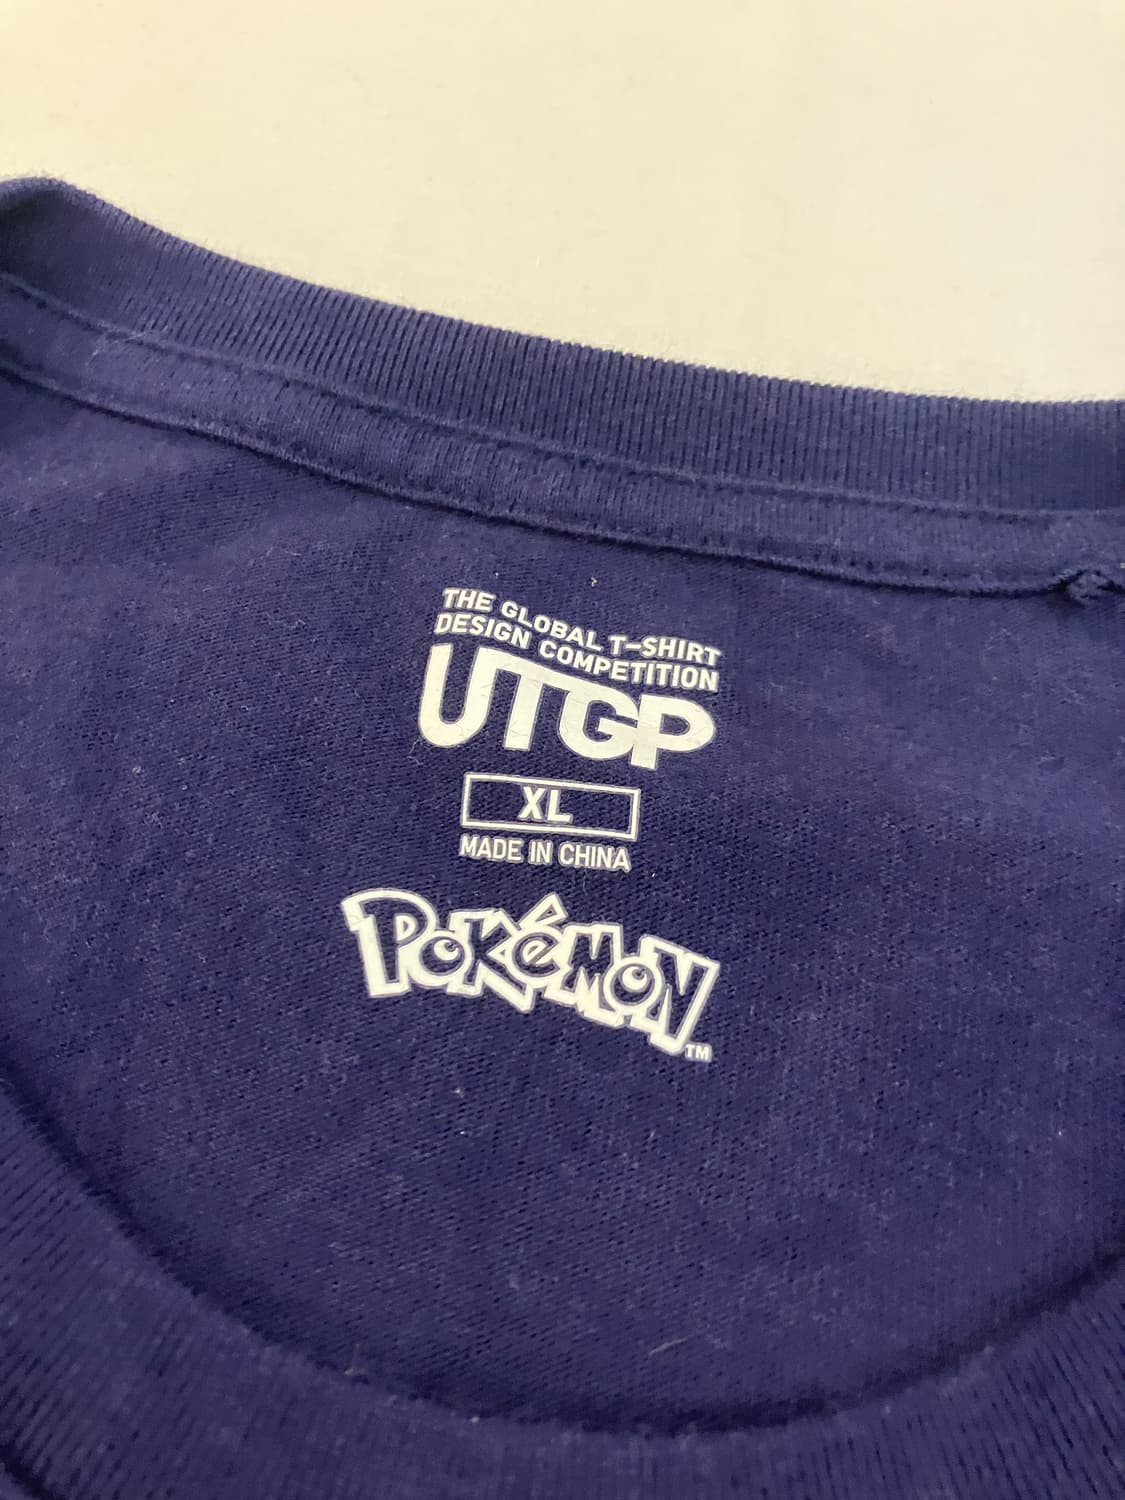 THE GLOBAL T-SHIRT
DESIGN COMPETITION
UTGP
XL
MADE IN CHINA
POKéMON
TM